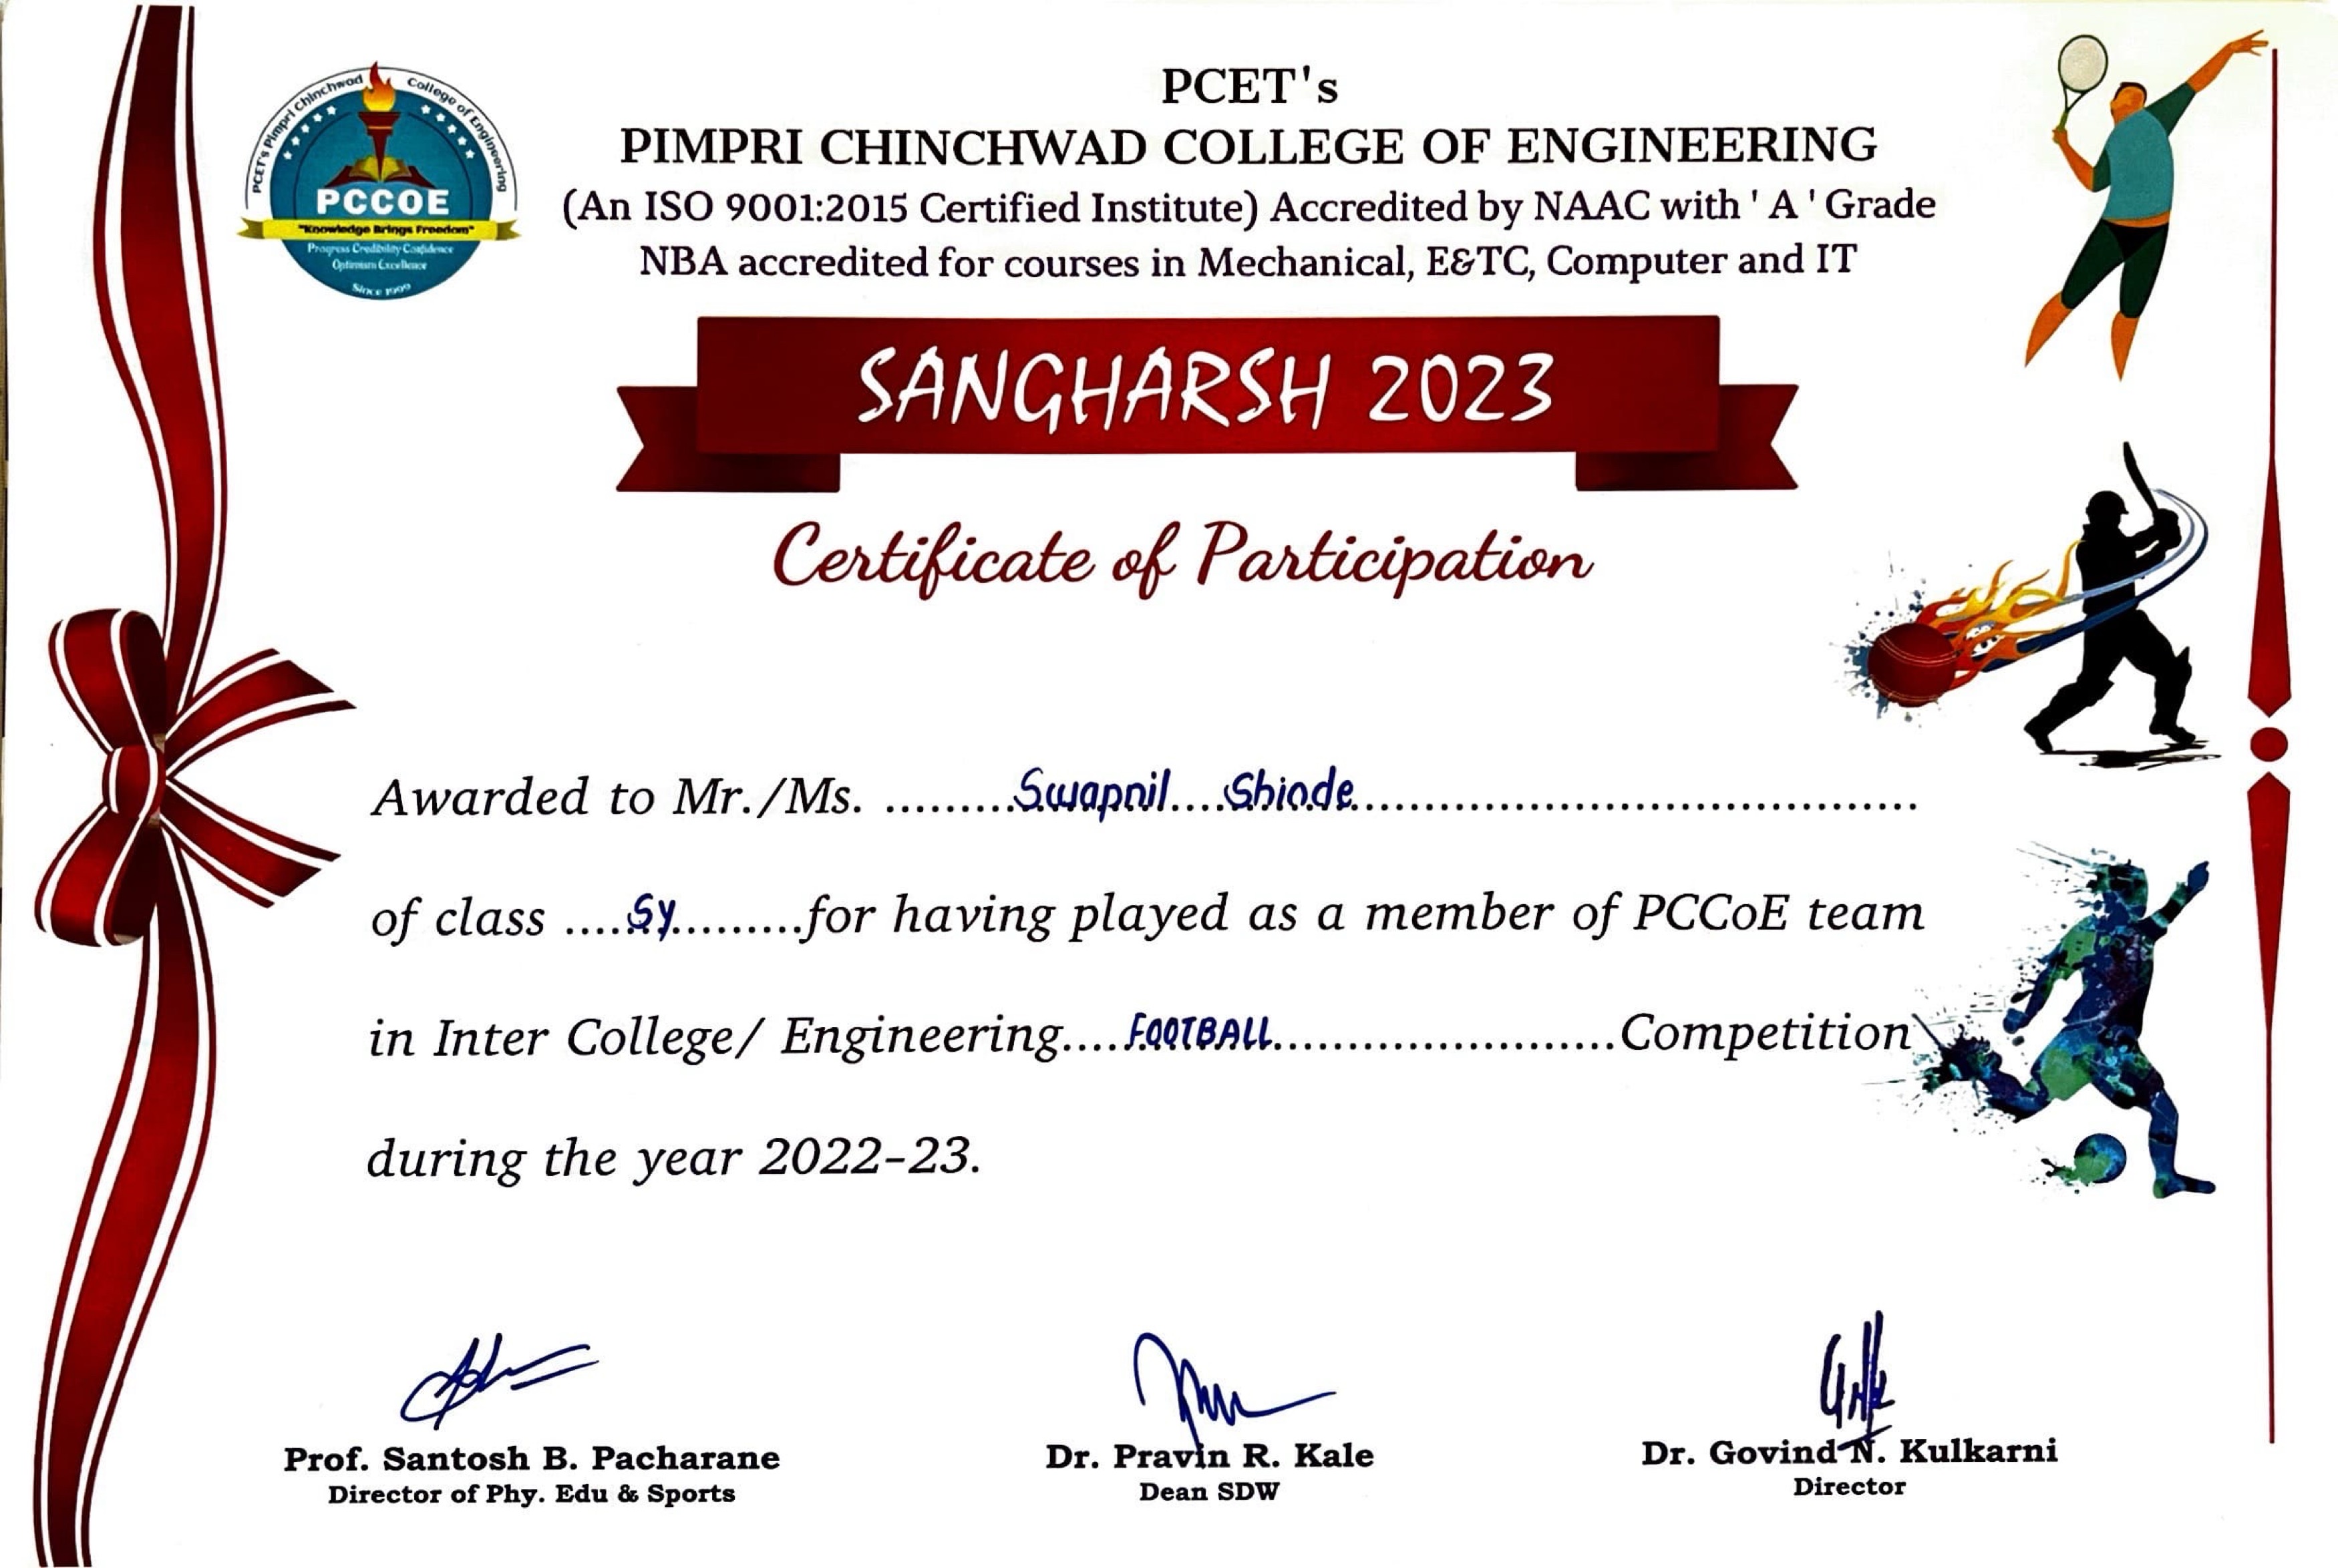 PCET's Pimpri Chinchwad College of Engineering
PCCOE
"Knowledge Brings Freedom"
Progress Credibility Confidence
Optimism Excellence
Since 1999
PCET's
PIMPRI CHINCHWAD COLLEGE OF ENGINEERING
(An ISO 9001:2015 Certified Institute) Accredited by NAAC with ' A ' Grade
NBA accredited for courses in Mechanical, E&TC, Computer and IT
SANGHARSH 2023
Certificate of Participation
Awarded to Mr./Ms. .........Swapnil....Shinde................................................
of class ....Sy.........for having played as a member of PCCoE team
in Inter College/ Engineering....FOOTBALL.......................Competition
during the year 2022-23.
Prof. Santosh B. Pacharane
Director of Phy. Edu & Sports
Dr. Pravin R. Kale
Dean SDW
Dr. Govind N. Kulkarni
Director